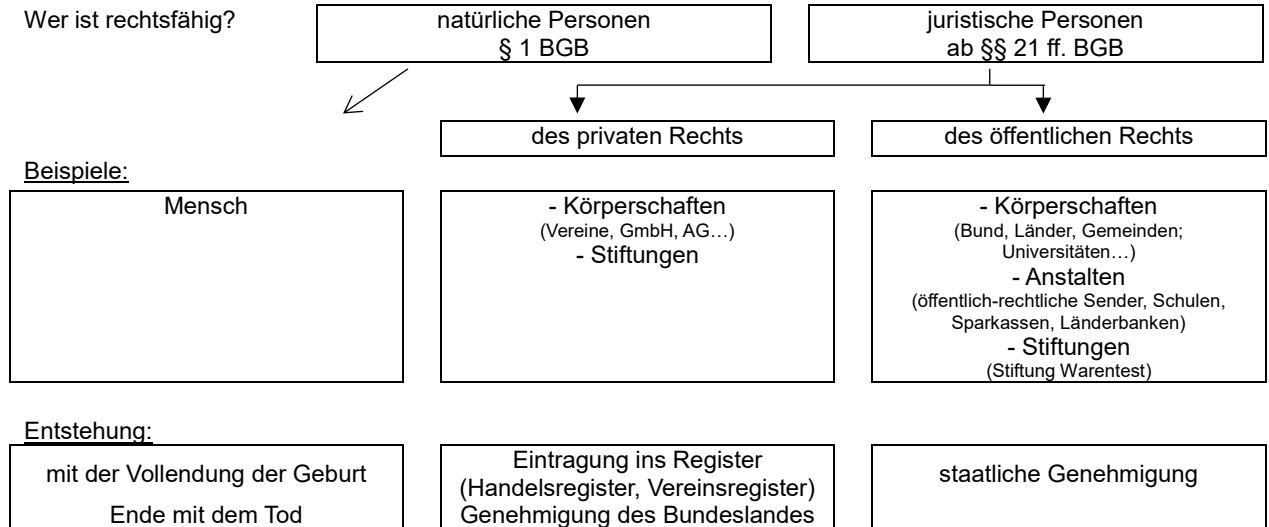 Wer ist rechtsfähig?
natürliche Personen
§ 1 BGB
juristische Personen
ab §§ 21 ff. BGB
des privaten Rechts
des öffentlichen Rechts
Beispiele:
Mensch
- Körperschaften
(Vereine, GmbH, AG…)
- Stiftungen
- Körperschaften
(Bund, Länder, Gemeinden;
Universitäten…)
- Anstalten
(öffentlich-rechtliche Sender, Schulen,
Sparkassen, Länderbanken)
- Stiftungen
(Stiftung Warentest)
Entstehung:
mit der Vollendung der Geburt
Ende mit dem Tod
Eintragung ins Register
(Handelsregister, Vereinsregister)
Genehmigung des Bundeslandes
staatliche Genehmigung